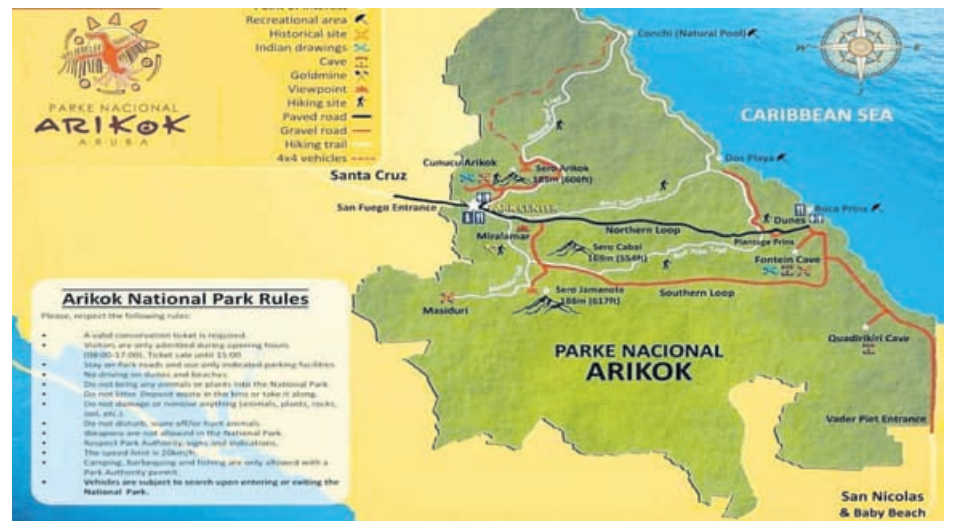 Point of interest
Recreational area
Historical site
Indian drawings
Cave
Goldmine
Viewpoint
Hiking site
Paved road
Gravel road
Hiking trail
4x4 vehicles
PARKE NACIONAL
ARIKOK
ARUBA
Conchi (Natural Pool)
W
E
CARIBBEAN SEA
Dos Playa
Cunucu Arikok
Sero Arikok
185m (606ft)
Santa Cruz
San Fuego Entrance
PARK CENTER
Boca Prins
Dunes
Northern Loop
Plantage Prins
Miralamar
Sero Cabai
169m (554ft)
Fontein Cave
Sero Jamanota
188m (617ft)
Southern Loop
Masiduri
Quadirikiri Cave
PARKE NACIONAL
ARIKOK
Vader Piet Entrance
San Nicolas
& Baby Beach
Arikok National Park Rules
Please, respect the following rules:
• A valid conservation ticket is required.
• Visitors are only admitted during opening hours
(08:00-17:00). Ticket sale until 15:00
• Stay on Park roads and use only indicated parking facilities
• No driving on dunes and beaches.
• Do not bring any animals or plants into the National Park.
• Do not litter. Deposit waste in the bins or take it along.
• Do not damage or remove anything (animals, plants, rocks,
soil, etc.).
• Do not disturb, scare off/or hunt animals.
• Weapons are not allowed in the National Park.
• Respect Park Authority, signs and indications.
• The speed limit is 20km/h.
• Camping, barbequing and fishing are only allowed with a
Park Authority permit.
• Vehicles are subject to search upon entering or exiting the
National Park.